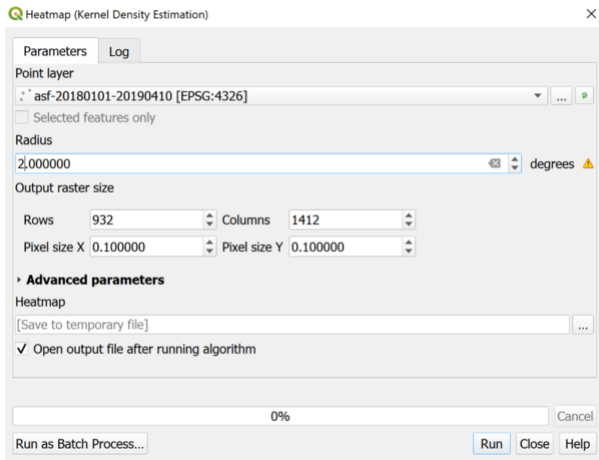 Heatmap (Kernel Density Estimation)
Parameters Log
Point layer
asf-20180101-20190410 [EPSG:4326] ...
Selected features only
Radius
2.000000 degrees
Output raster size
Rows 932 Columns 1412
Pixel size X 0.100000 Pixel size Y 0.100000
Advanced parameters
Heatmap
[Save to temporary file] ...
Open output file after running algorithm
0% Cancel
Run as Batch Process... Run Close Help